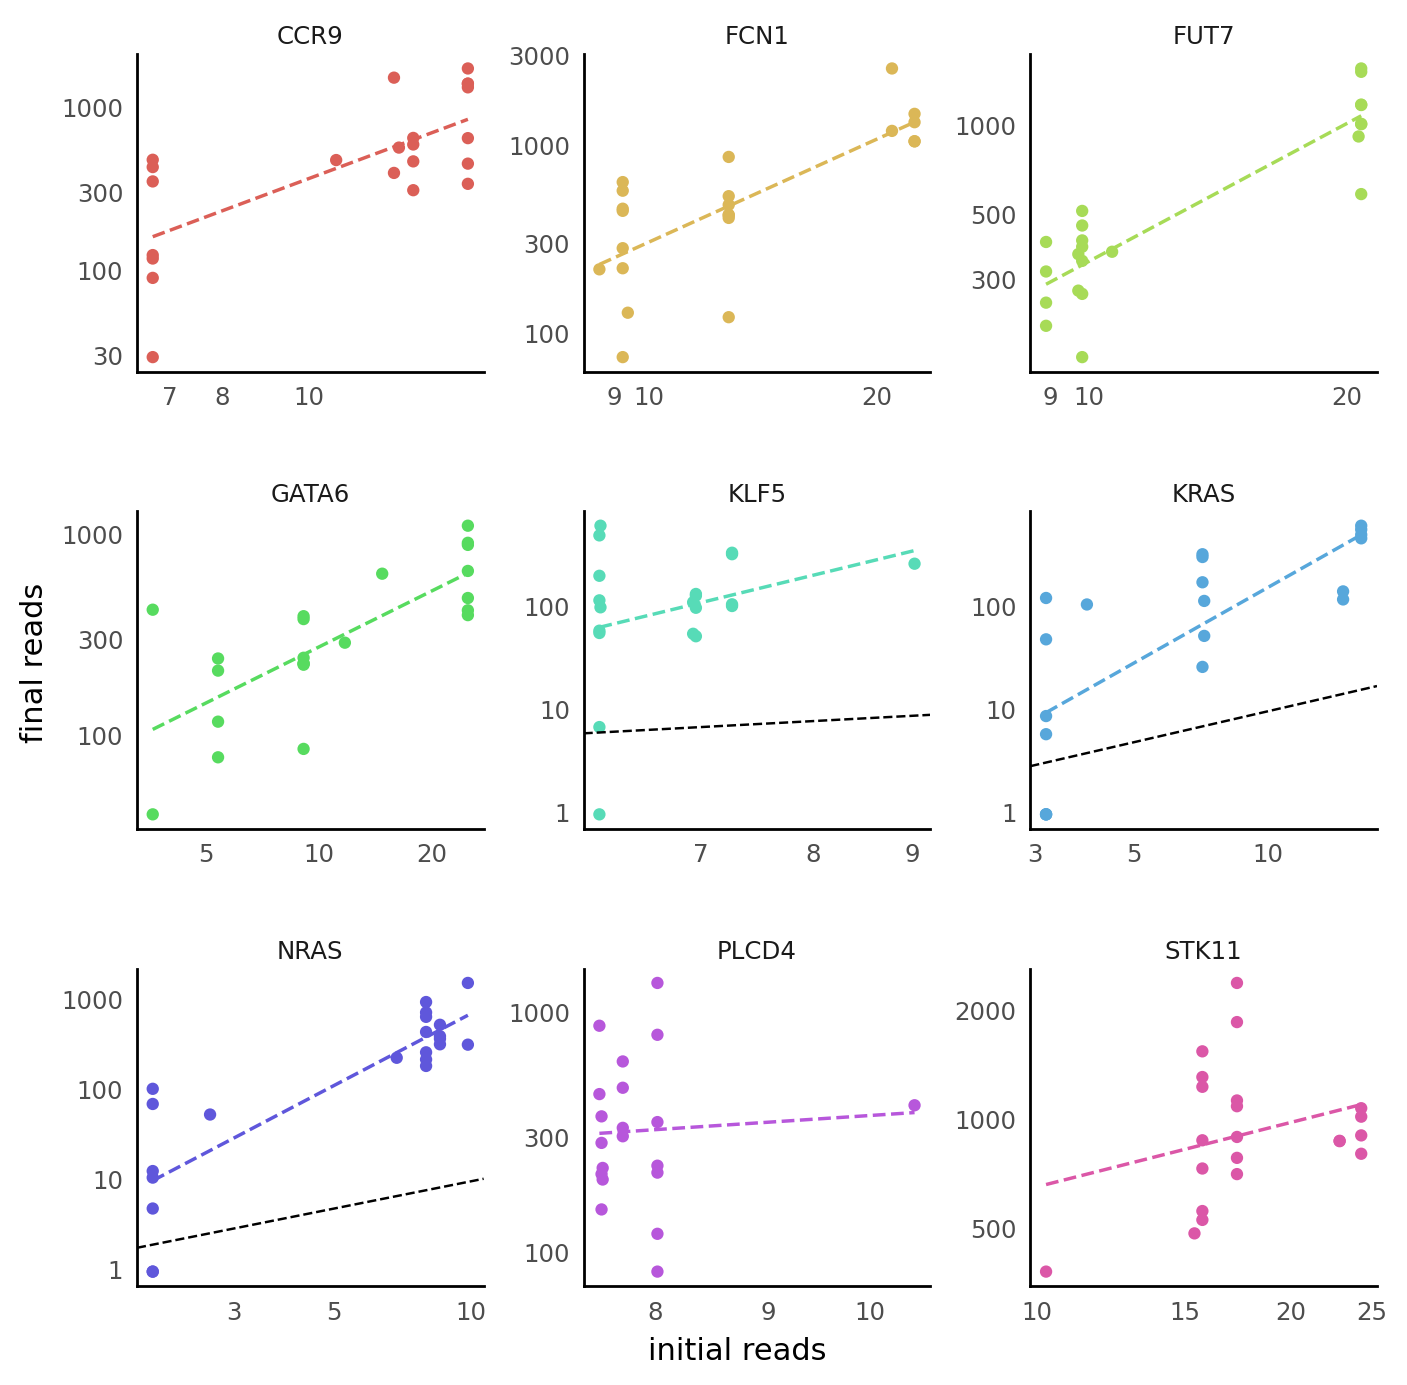 CCR9 FCN1 FUT7
3000
1000 1000 1000
300 300 500
100 100 300
30
7 8 10 9 10 20 9 10 20
GATA6 KLF5 KRAS
1000
300 100 100
100 10 10
1 1
5 10 20 7 8 9 3 5 10
final reads
NRAS PLCD4 STK11
1000 1000 2000
100 300 1000
10 100 500
1
3 5 10 8 9 10 10 15 20 25
initial reads